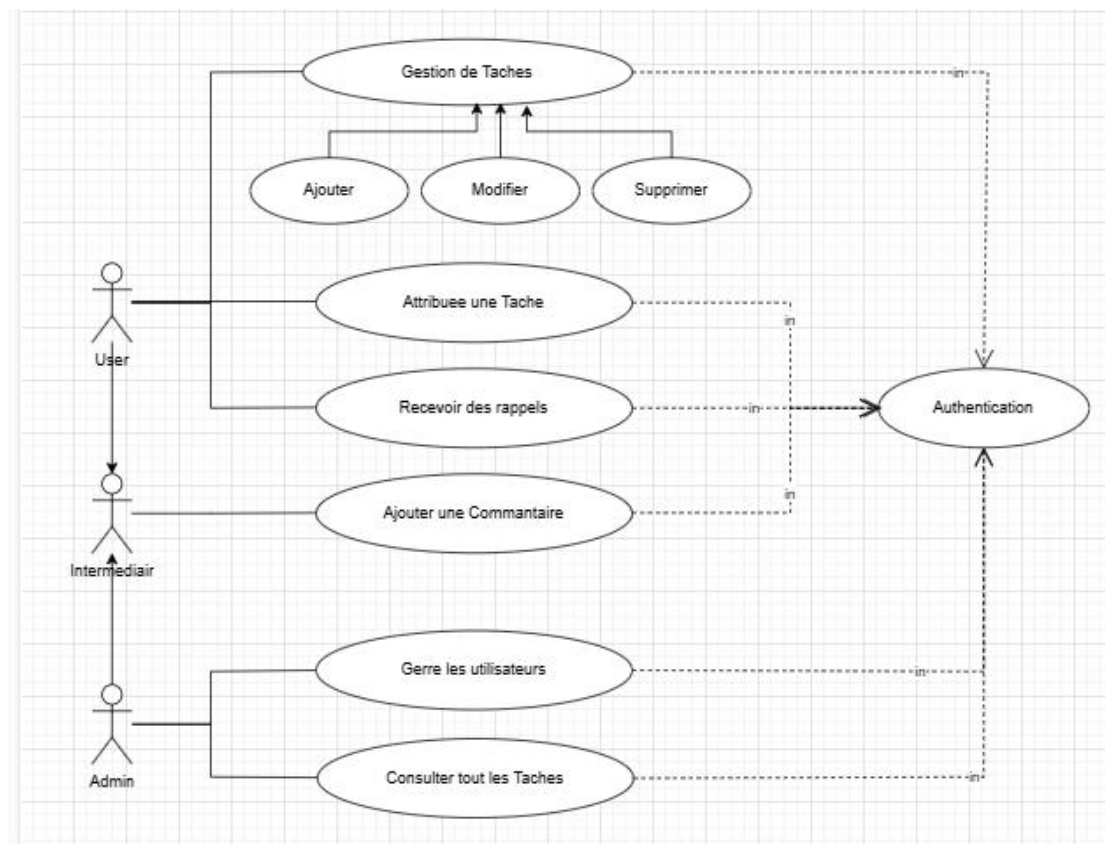 Gestion de Taches
in
Ajouter
Modifier
Supprimer
Attribuee une Tache
in
User
Recevoir des rappels
in
Authentication
Ajouter une Commantaire
in
Intermediair
Gerre les utilisateurs
in
Consulter tout les Taches
in
Admin